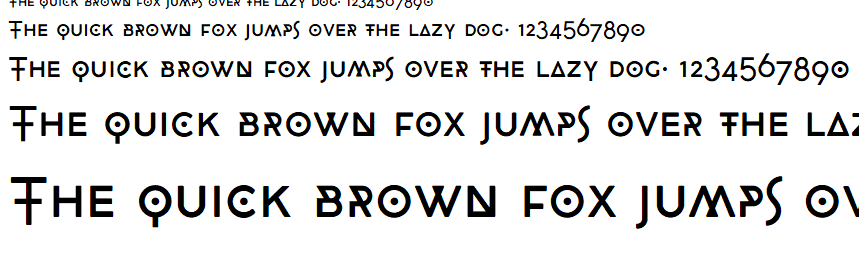 The quick brown fox jumps over the lazy dog. 1234567890
The quick brown fox jumps over the lazy dog. 1234567890
The quick brown fox jumps over the lazy dog. 1234567890
The quick brown fox jumps over the
The quick brown fox jumps